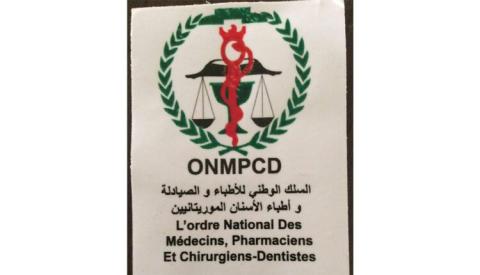 ONMPCD
السلك الوطني للأطباء و الصيادلة
و أطباء الأسنان الموريتانيين
L'ordre National Des
Médecins, Pharmaciens
Et Chirurgiens-Dentistes